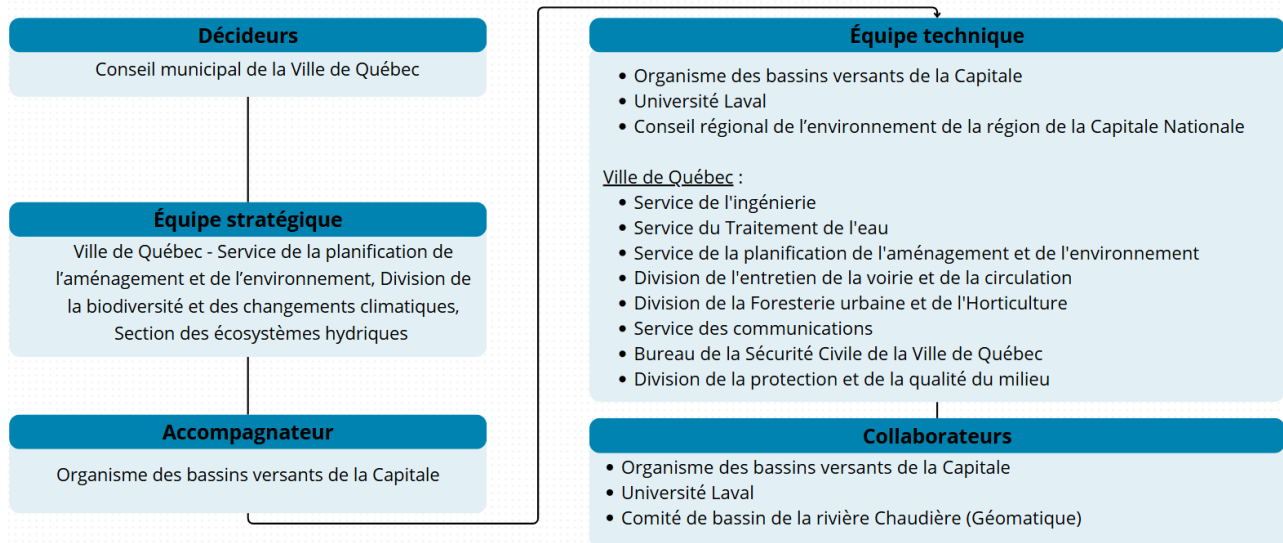 Décideurs
Conseil municipal de la Ville de Québec
Équipe stratégique
Ville de Québec - Service de la planification de
l’aménagement et de l’environnement, Division de
la biodiversité et des changements climatiques,
Section des écosystèmes hydriques
Accompagnateur
Organisme des bassins versants de la Capitale
Équipe technique
• Organisme des bassins versants de la Capitale
• Université Laval
• Conseil régional de l’environnement de la région de la Capitale Nationale
Ville de Québec :
• Service de l'ingénierie
• Service du Traitement de l'eau
• Service de la planification de l'aménagement et de l'environnement
• Division de l'entretien de la voirie et de la circulation
• Division de la Foresterie urbaine et de l'Horticulture
• Service des communications
• Bureau de la Sécurité Civile de la Ville de Québec
• Division de la protection et de la qualité du milieu
Collaborateurs
• Organisme des bassins versants de la Capitale
• Université Laval
• Comité de bassin de la rivière Chaudière (Géomatique)